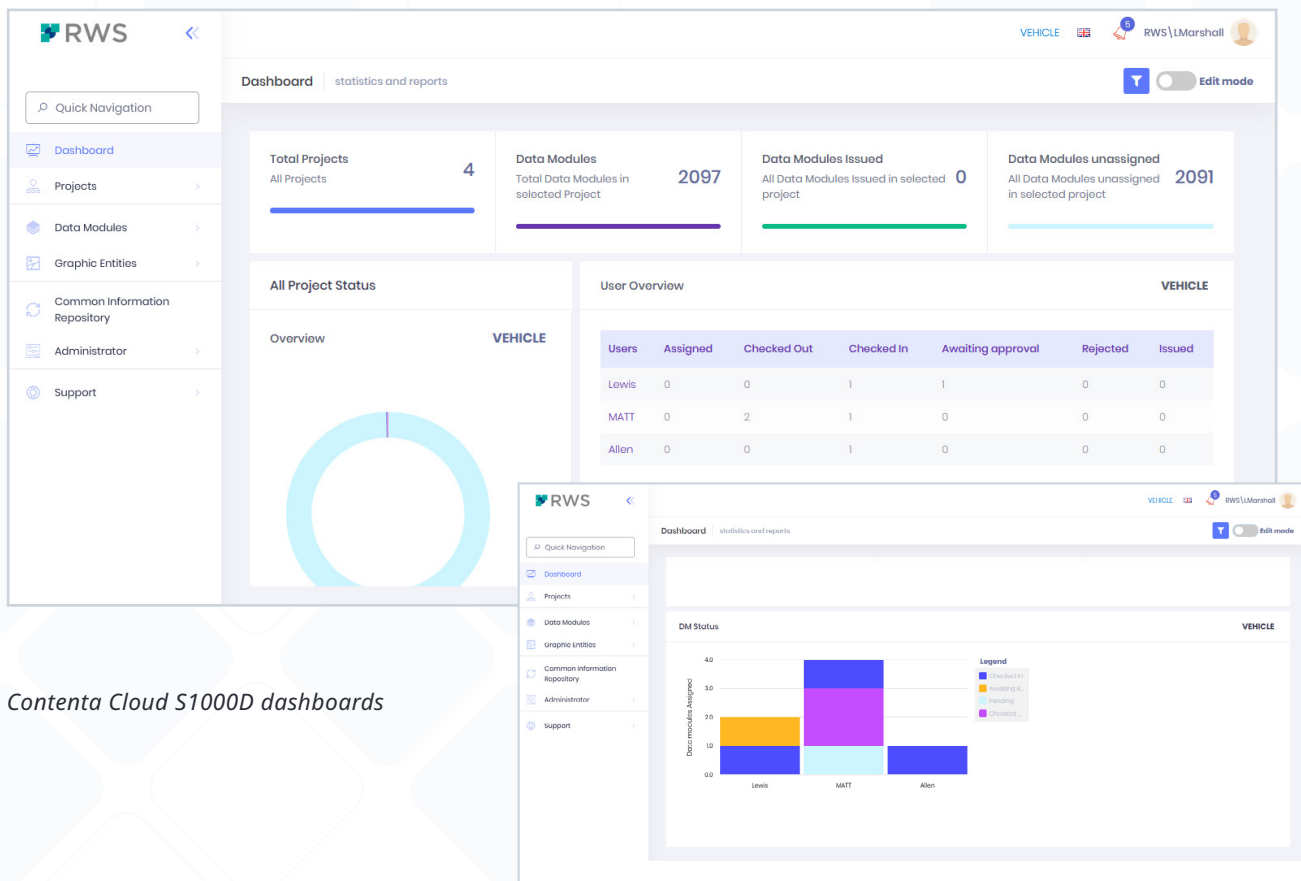 RWS
VEHICLE
5
RWS\LMarshall
Dashboard
statistics and reports
Edit mode
Quick Navigation
Dashboard
Projects
Data Modules
Graphic Entities
Common Information
Repository
Administrator
Support
Total Projects
All Projects
4
Data Modules
Total Data Modules in
selected Project
2097
Data Modules Issued
All Data Modules Issued in selected
project
0
Data Modules unassigned
All Data Modules unassigned
in selected project
2091
All Project Status
Overview
VEHICLE
User Overview
VEHICLE
Users Assigned Checked Out Checked In Awaiting approval Rejected Issued
Lewis 0 0 1 1 0 0
MATT 0 2 1 0 0 0
Allen 0 0 1 0 0 0
RWS
VEHICLE
RWS\LMarshall
Dashboard
statistics and reports
Edit mode
Quick Navigation
Dashboard
Projects
Data Modules
Graphic Entities
Common Information
Repository
Administrator
Support
DM Status
VEHICLE
Data modules Assigned
4.0
3.0
2.0
1.0
0.0
Lewis
MATT
Allen
Legend
Checked In
Awaiting A...
Pending
Checked ...
Contenta Cloud S1000D dashboards